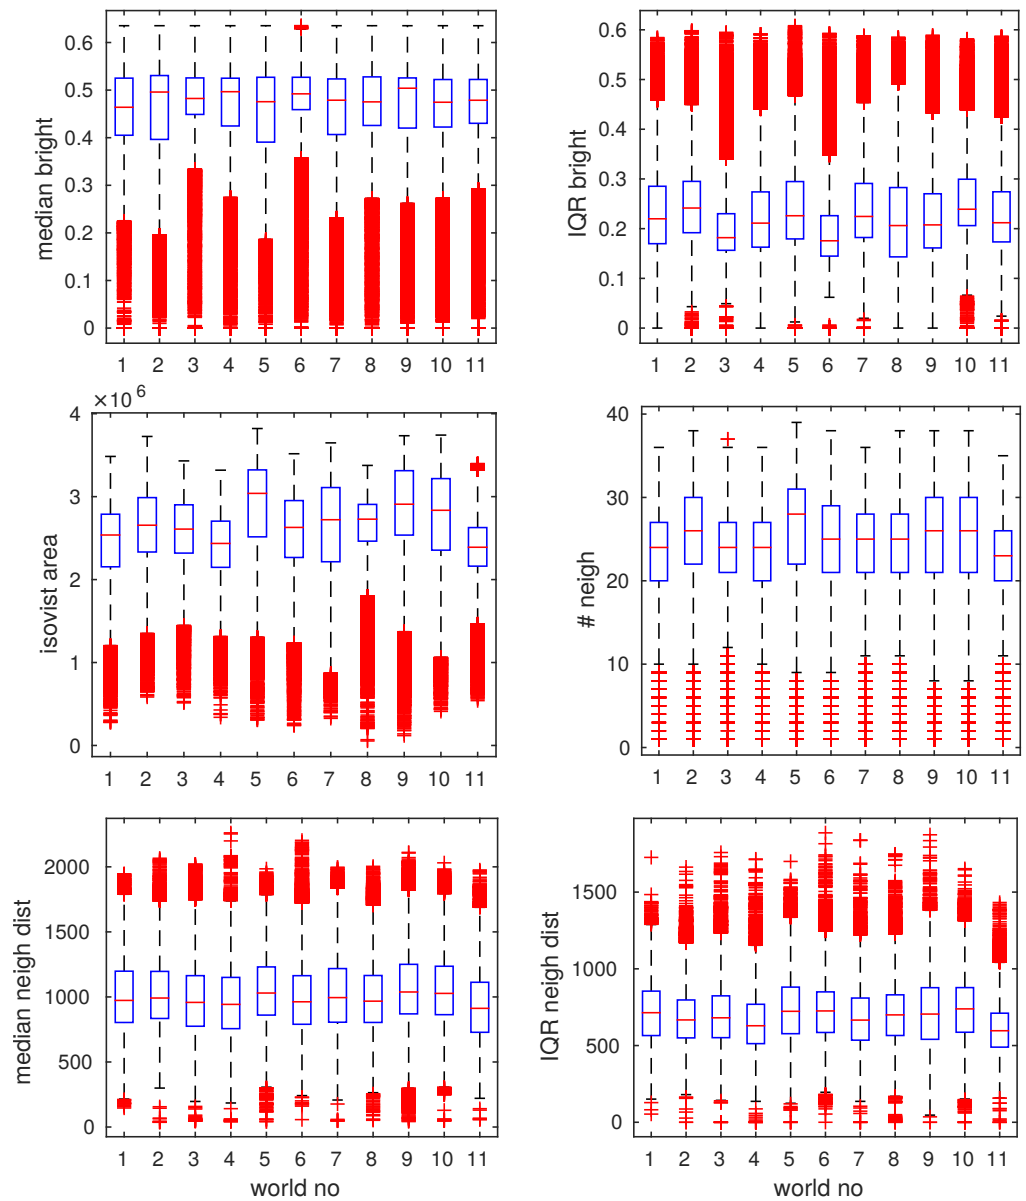 median bright
0.6
0.5
0.4
0.3
0.2
0.1
0
1 2 3 4 5 6 7 8 9 10 11
IQR bright
0.6
0.5
0.4
0.3
0.2
0.1
0
1 2 3 4 5 6 7 8 9 10 11
×10 6
isovist area
4
3
2
1
0
1 2 3 4 5 6 7 8 9 10 11
# neigh
40
30
20
10
0
1 2 3 4 5 6 7 8 9 10 11
median neigh dist
2000
1500
1000
500
0
1 2 3 4 5 6 7 8 9 10 11
world no
IQR neigh dist
1500
1000
500
0
1 2 3 4 5 6 7 8 9 10 11
world no